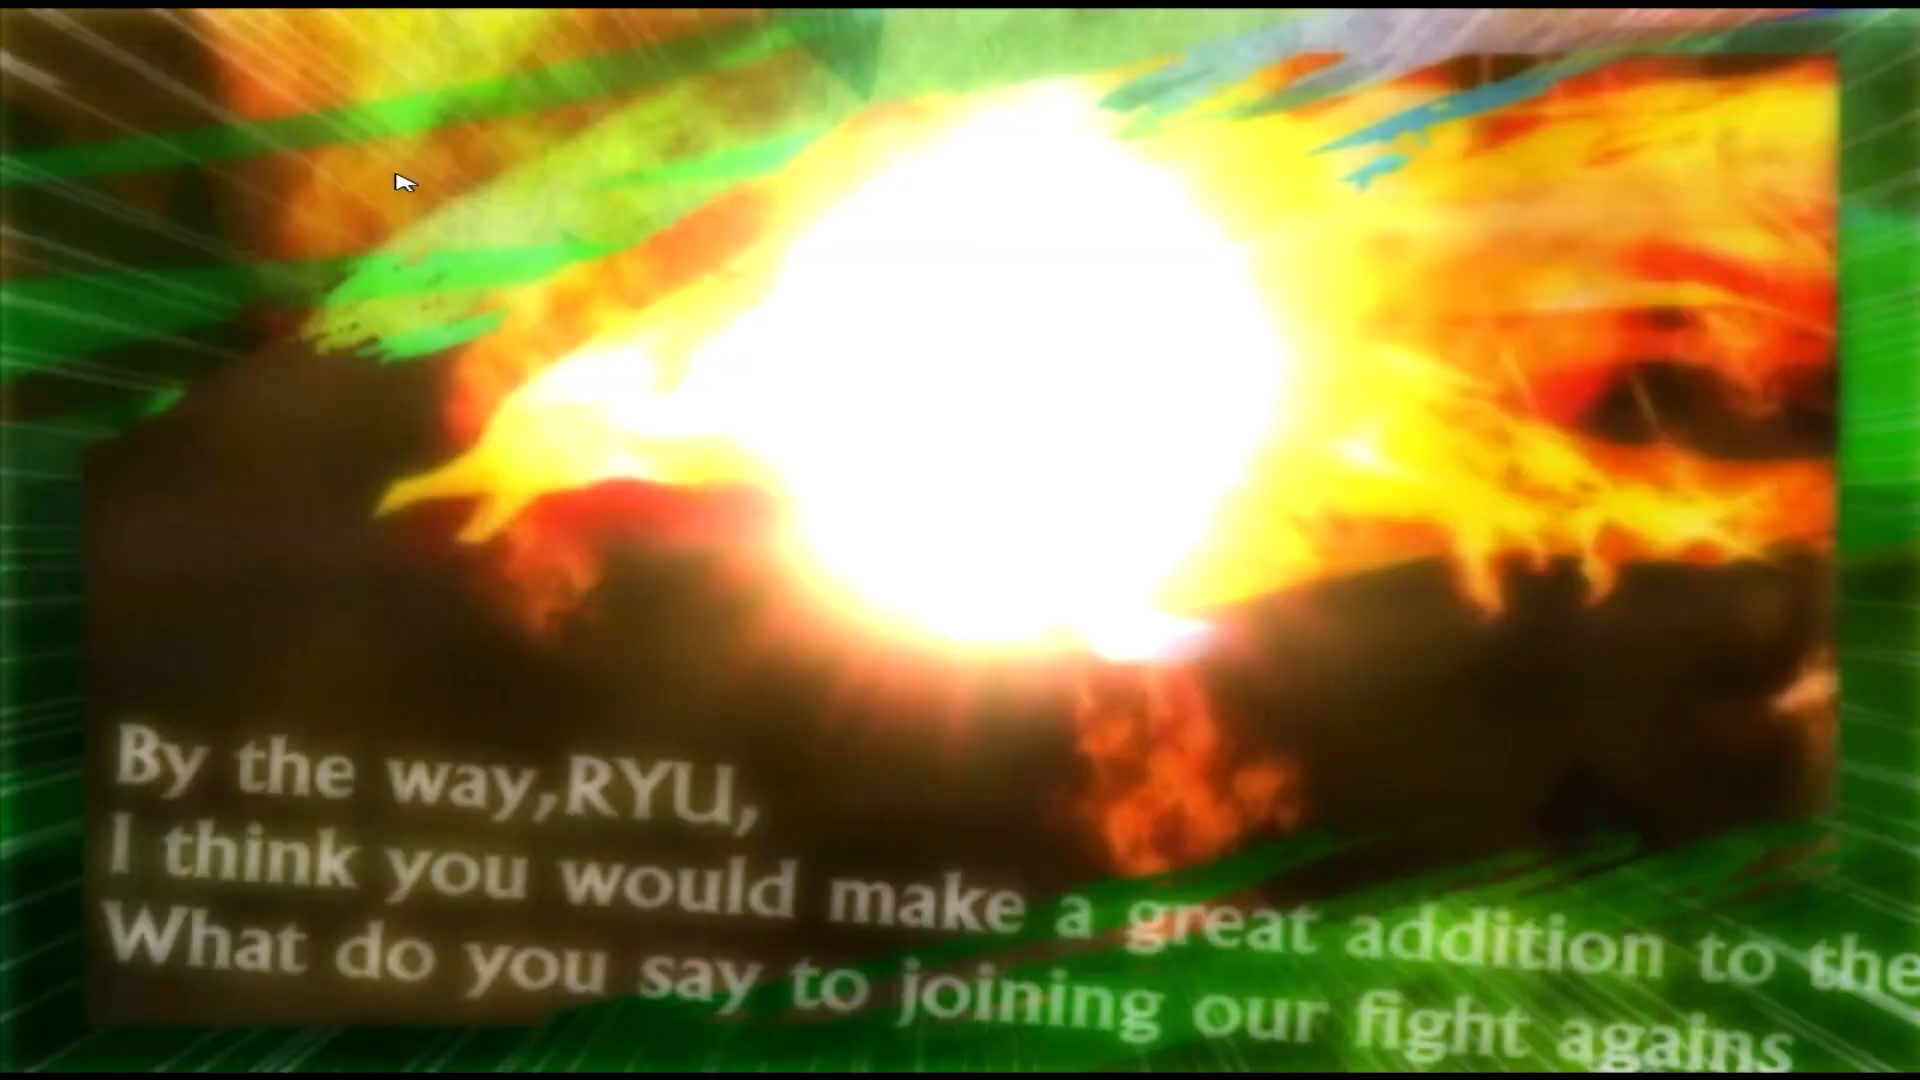 By the way,RYU,
I think you would make a great addition to the
What do you say to joining our fight agains